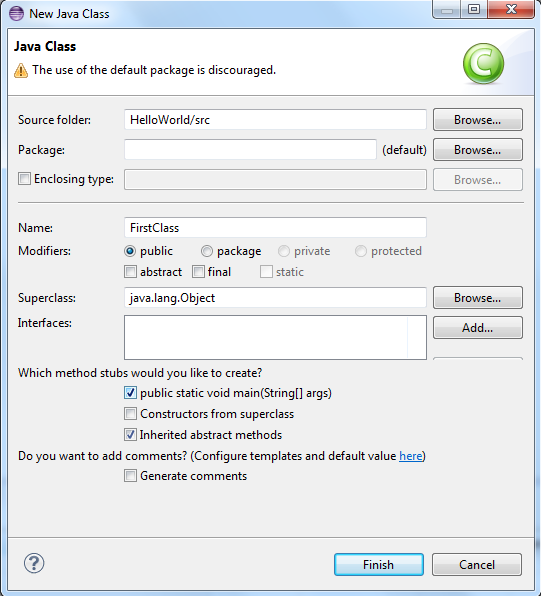 New Java Class
Java Class
The use of the default package is discouraged.
C
Source folder: HelloWorld/src Browse...
Package: (default) Browse...
Enclosing type: Browse...
Name: FirstClass
Modifiers: public package private protected
abstract final static
Superclass: java.lang.Object Browse...
Interfaces: Add...
Which method stubs would you like to create?
public static void main(String[] args)
Constructors from superclass
Inherited abstract methods
Do you want to add comments? (Configure templates and default value here)
Generate comments
? Finish Cancel